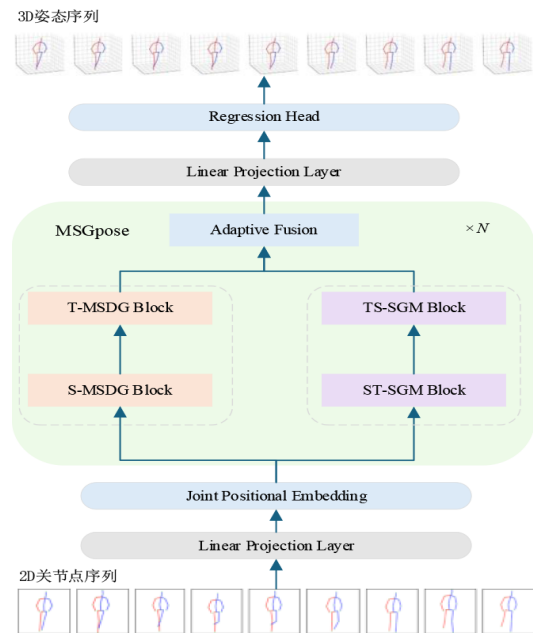 3D姿态序列
Regression Head
Linear Projection Layer
MSGpose
Adaptive Fusion
×N
T-MSDG Block
TS-SGM Block
S-MSDG Block
ST-SGM Block
Joint Positional Embedding
Linear Projection Layer
2D关节点序列